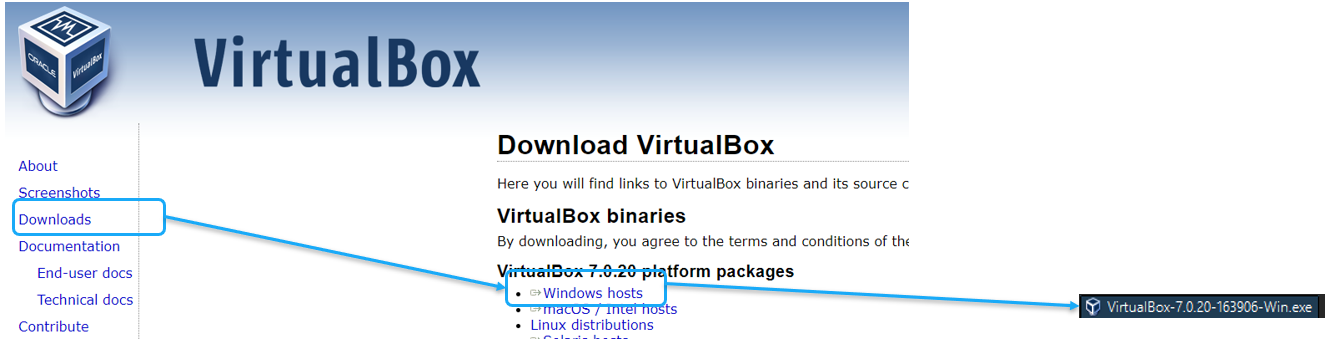 ORACLE
VirtualBox
VirtualBox
About
Screenshots
Downloads
Documentation
End-user docs
Technical docs
Contribute
Download VirtualBox
Here you will find links to VirtualBox binaries and its source c
VirtualBox binaries
By downloading, you agree to the terms and conditions of the
VirtualBox 7.0.20 platform packages
Windows hosts
macOS / Intel hosts
Linux distributions
Solaris hosts
VirtualBox-7.0.20-163906-Win.exe